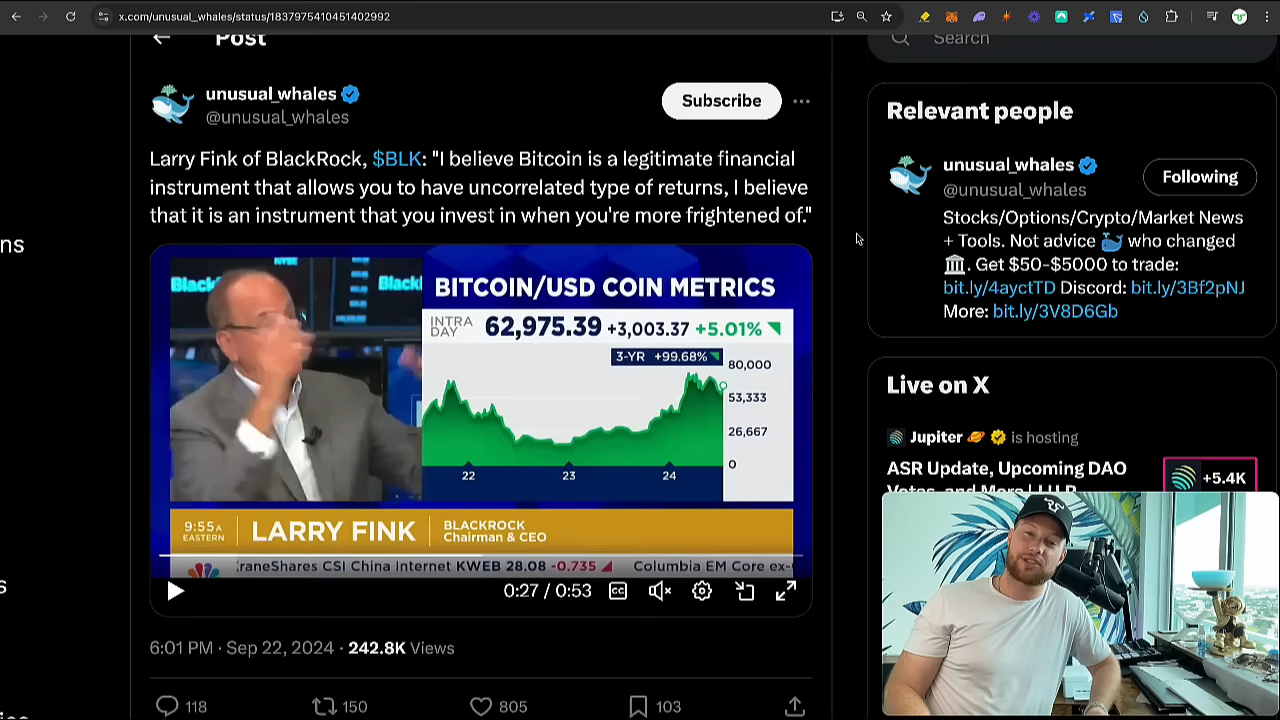 x.com/unusual_whales/status/1837975410451402992
Post
Search
unusual_whales
@unusual_whales
Subscribe
Larry Fink of BlackRock, $BLK: "I believe Bitcoin is a legitimate financial
instrument that allows you to have uncorrelated type of returns, I believe
that it is an instrument that you invest in when you're more frightened of."
BlackR
Black
BITCOIN/USD COIN METRICS
INTRA
DAY
62,975.39 +3,003.37 +5.01%
3-YR +99.68%
80,000
53,333
26,667
0
22 23 24
9:55A
EASTERN
LARRY FINK
BLACKROCK
Chairman & CEO
raneShares CSI China Internet KWEB 28.08 -0.735 Columbia EM Core ex-
0:27 / 0:53
CC
6:01 PM · Sep 22, 2024 · 242.8K Views
118 150 805 103
ns
s
Relevant people
unusual_whales
@unusual_whales
Following
Stocks/Options/Crypto/Market News
+ Tools. Not advice 🐳 who changed
🏛. Get $50-$5000 to trade:
bit.ly/4ayctTD Discord: bit.ly/3Bf2pNJ
More: bit.ly/3V8D6Gb
Live on X
Jupiter 🪐 is hosting
ASR Update, Upcoming DAO
Votes, and More
+5.4K